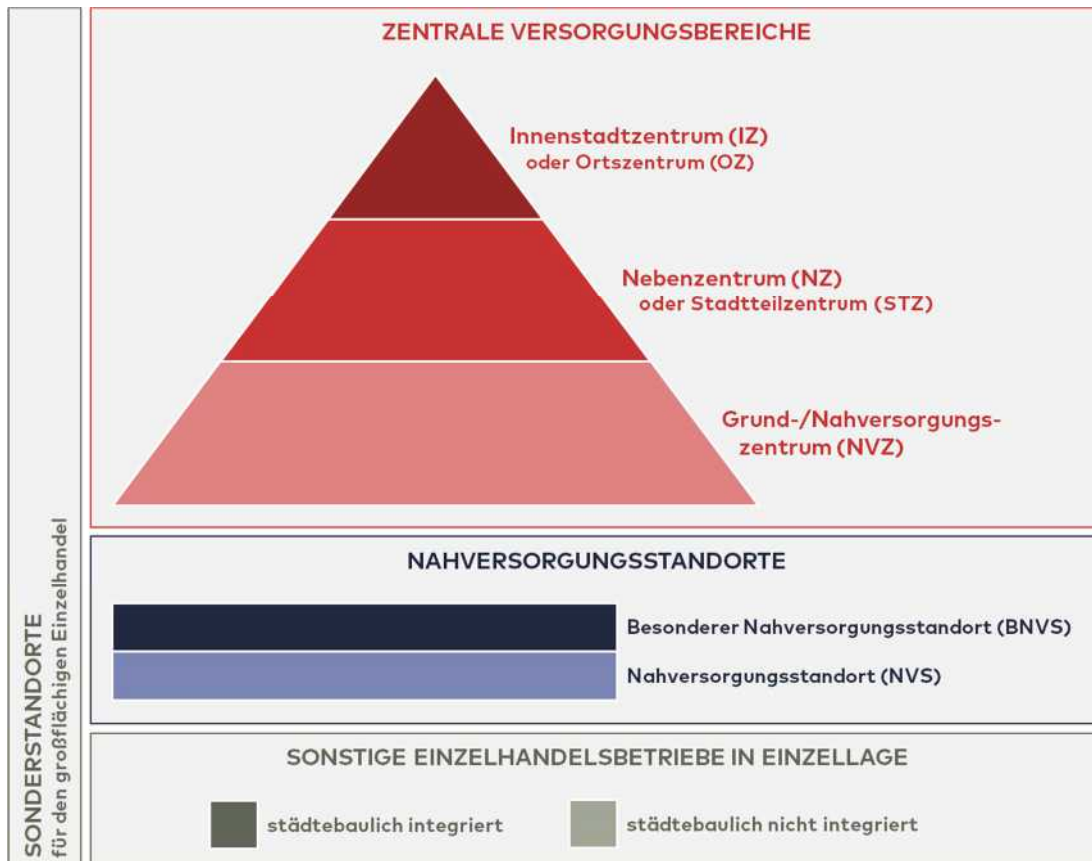 ZENTRALE VERSORGUNGSBEREICHE
Innenstadtzentrum (IZ)
oder Ortszentrum (OZ)
Nebenzentrum (NZ)
oder Stadtteilzentrum (STZ)
Grund-/Nahversorgungs-
zentrum (NVZ)
NAHVERSORGUNGSSTANDORTE
Besonderer Nahversorgungsstandort (BNVS)
Nahversorgungsstandort (NVS)
SONSTIGE EINZELHANDELSBETRIEBE IN EINZELLAGE
städtebaulich integriert
städtebaulich nicht integriert
SONDERSTANDORTE
für den großflächigen Einzelhandel